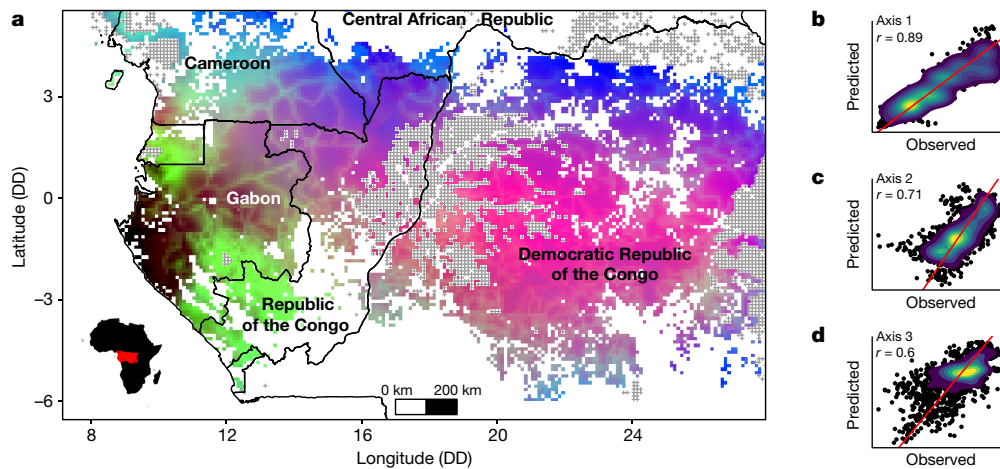 a
Central African Republic
Cameroon
Gabon
Democratic Republic
of the Congo
Republic
of the Congo
0 km
200 km
3
0
−3
−6
Latitude (DD)
8
12
16
20
24
Longitude (DD)
b
Axis 1
r = 0.89
Predicted
Observed
c
Axis 2
r = 0.71
Predicted
Observed
d
Axis 3
r = 0.6
Predicted
Observed